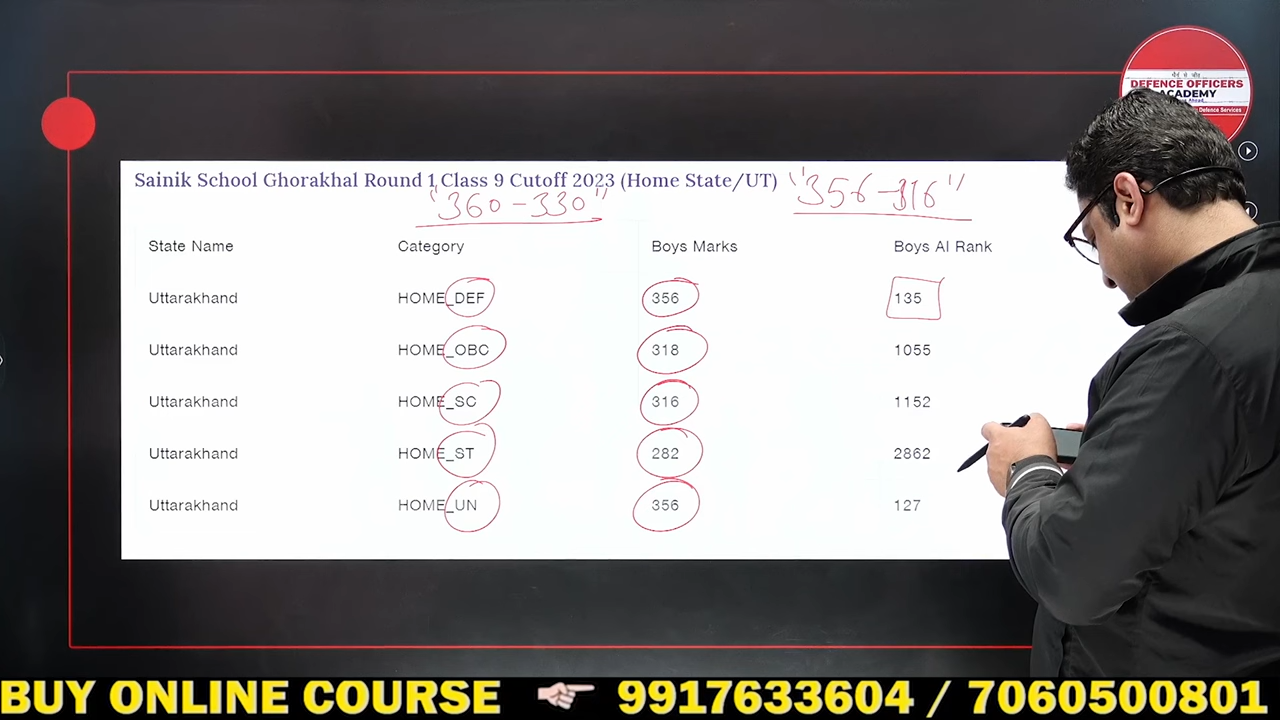 धैर्य से जीत
DEFENCE OFFICERS
ACADEMY
Defence Services
Sainik School Ghorakhal Round 1 Class 9 Cutoff 2023 (Home State/UT)
"360-330" "356-316"
State Name Category Boys Marks Boys AI Rank
Uttarakhand HOME_DEF 356 135
Uttarakhand HOME_OBC 318 1055
Uttarakhand HOME_SC 316 1152
Uttarakhand HOME_ST 282 2862
Uttarakhand HOME_UN 356 127
BUY ONLINE COURSE 9917633604 / 7060500801